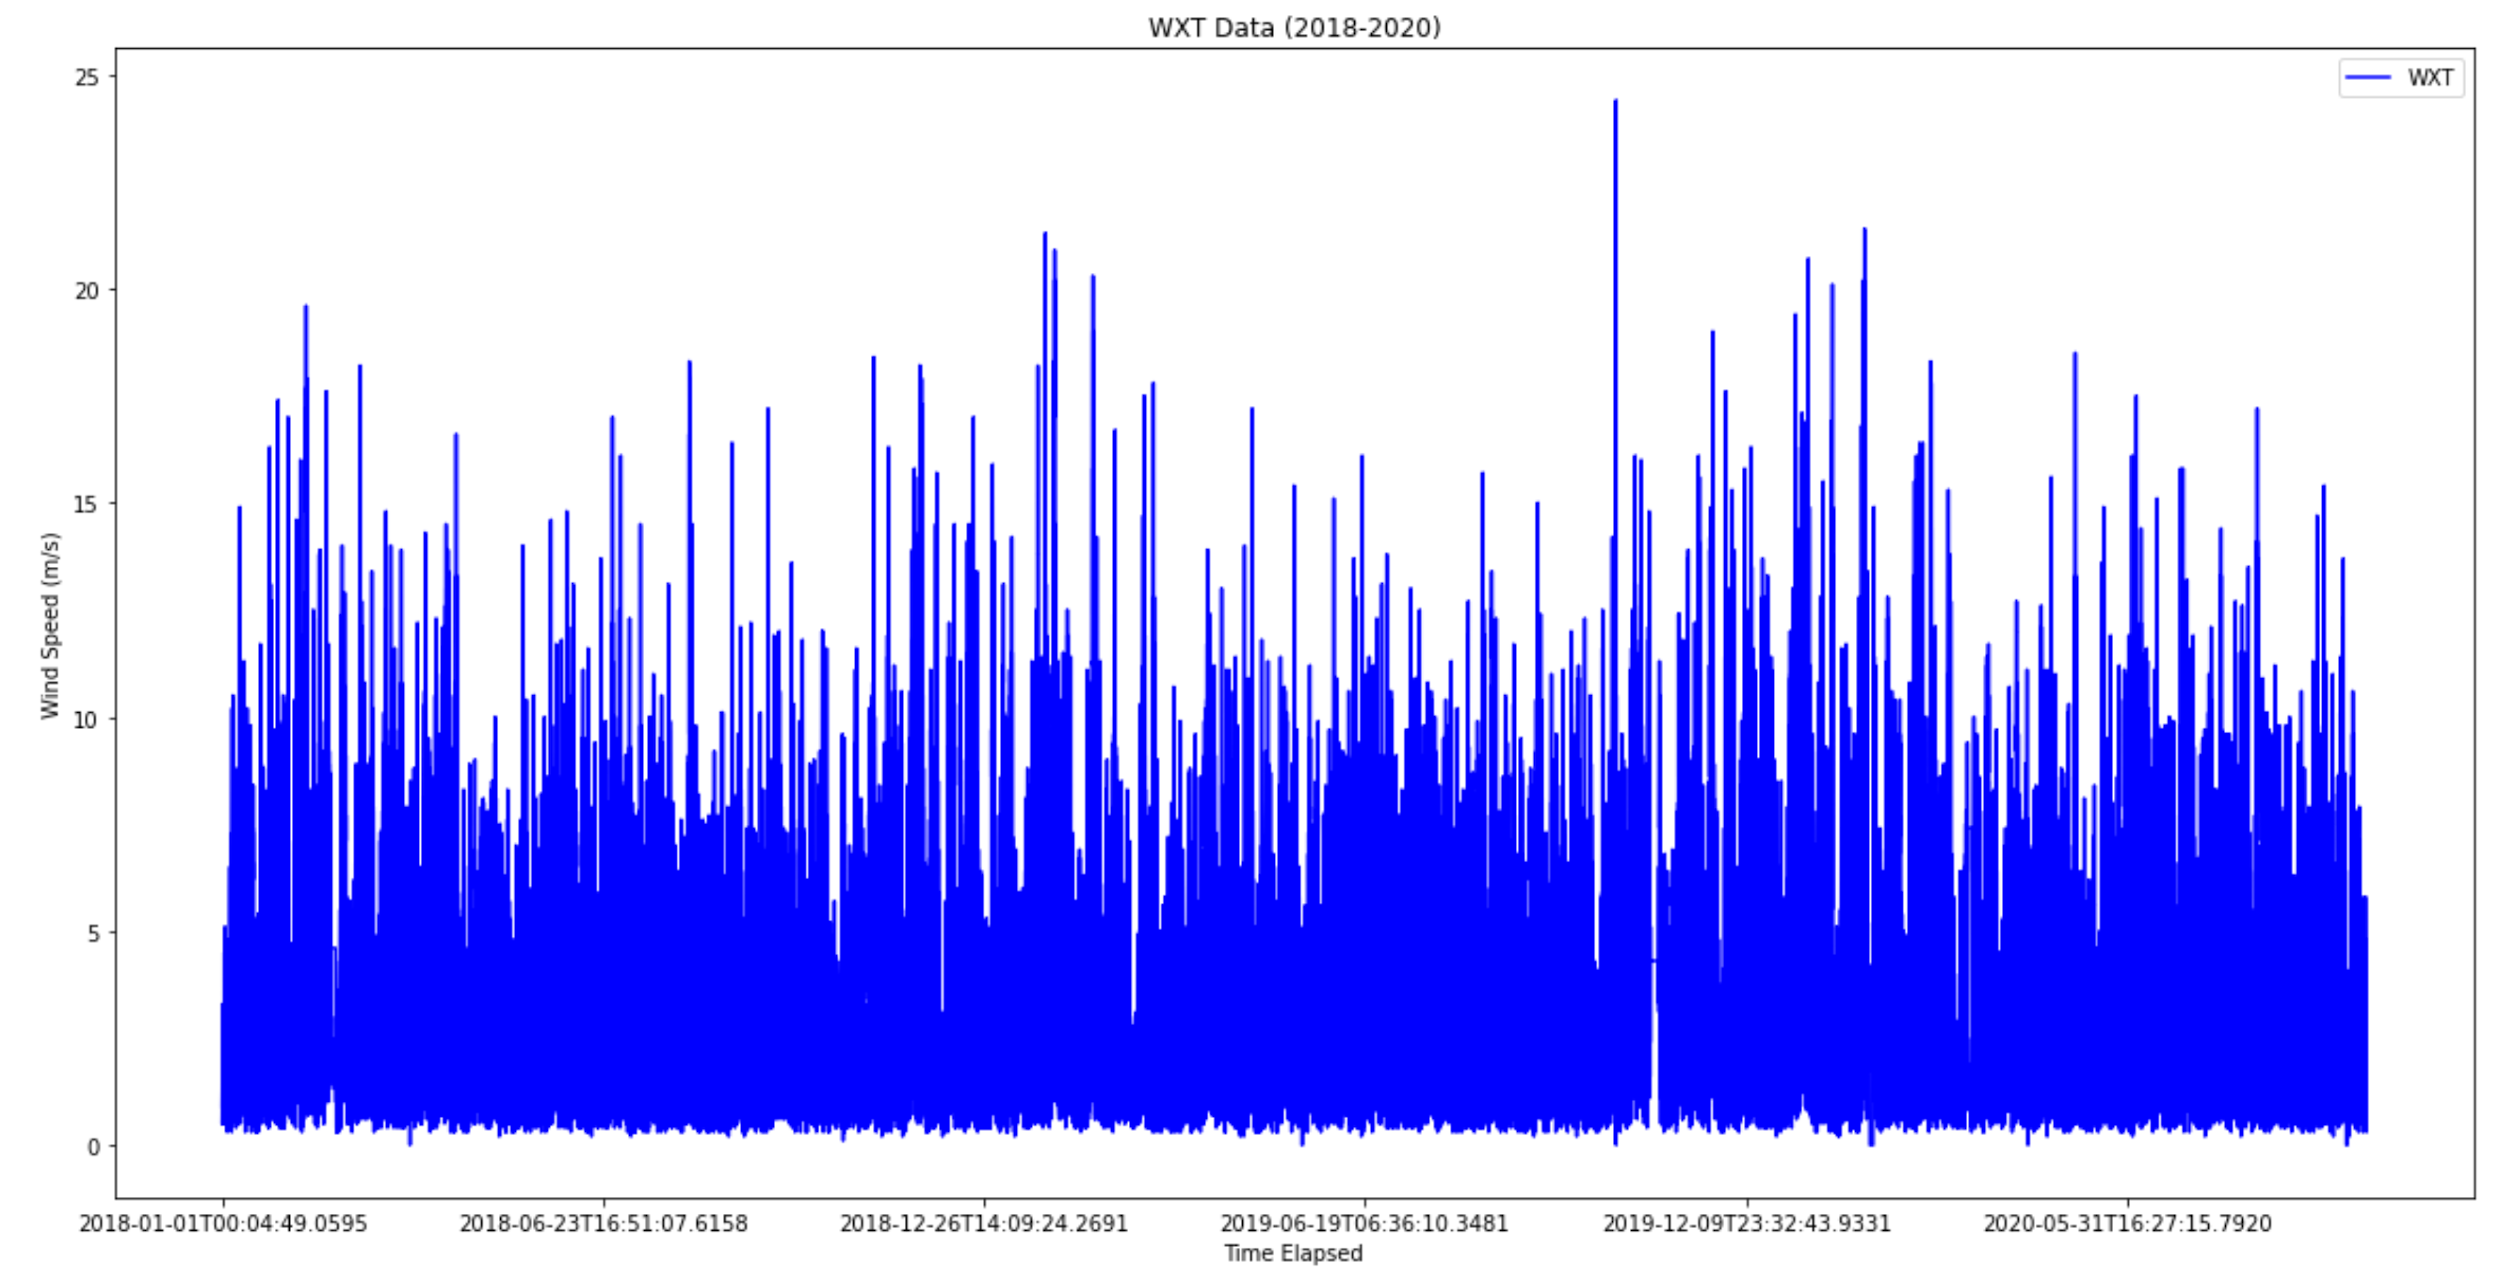 WXT Data (2018-2020)
WXT
25
20
15
10
5
0
Wind Speed (m/s)
2018-01-01T00:04:49.0595
2018-06-23T16:51:07.6158
2018-12-26T14:09:24.2691
2019-06-19T06:36:10.3481
2019-12-09T23:32:43.9331
2020-05-31T16:27:15.7920
Time Elapsed